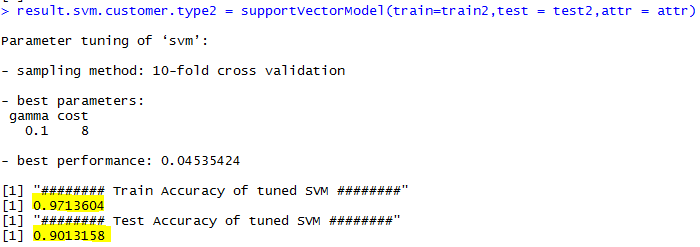 > result.svm.customer.type2 = supportVectorModel(train=train2,test = test2,attr = attr)
Parameter tuning of ‘svm’:
- sampling method: 10-fold cross validation
- best parameters:
gamma cost
0.1 8
- best performance: 0.04535424
[1] "######## Train Accuracy of tuned SVM ########"
[1] 0.9713604
[1] "######## Test Accuracy of tuned SVM ########"
[1] 0.9013158